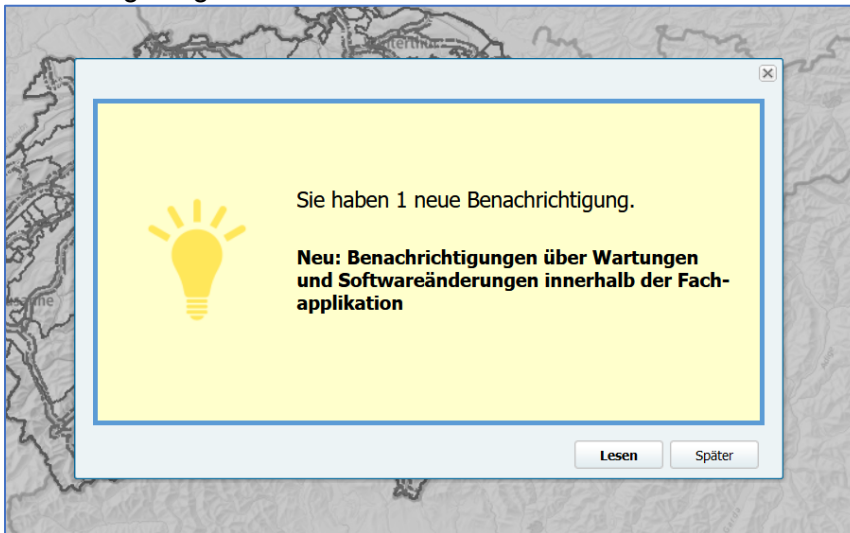 Sie haben 1 neue Benachrichtigung.
Neu: Benachrichtigungen über Wartungen
und Softwareänderungen innerhalb der Fach-
applikation
Lesen
Später